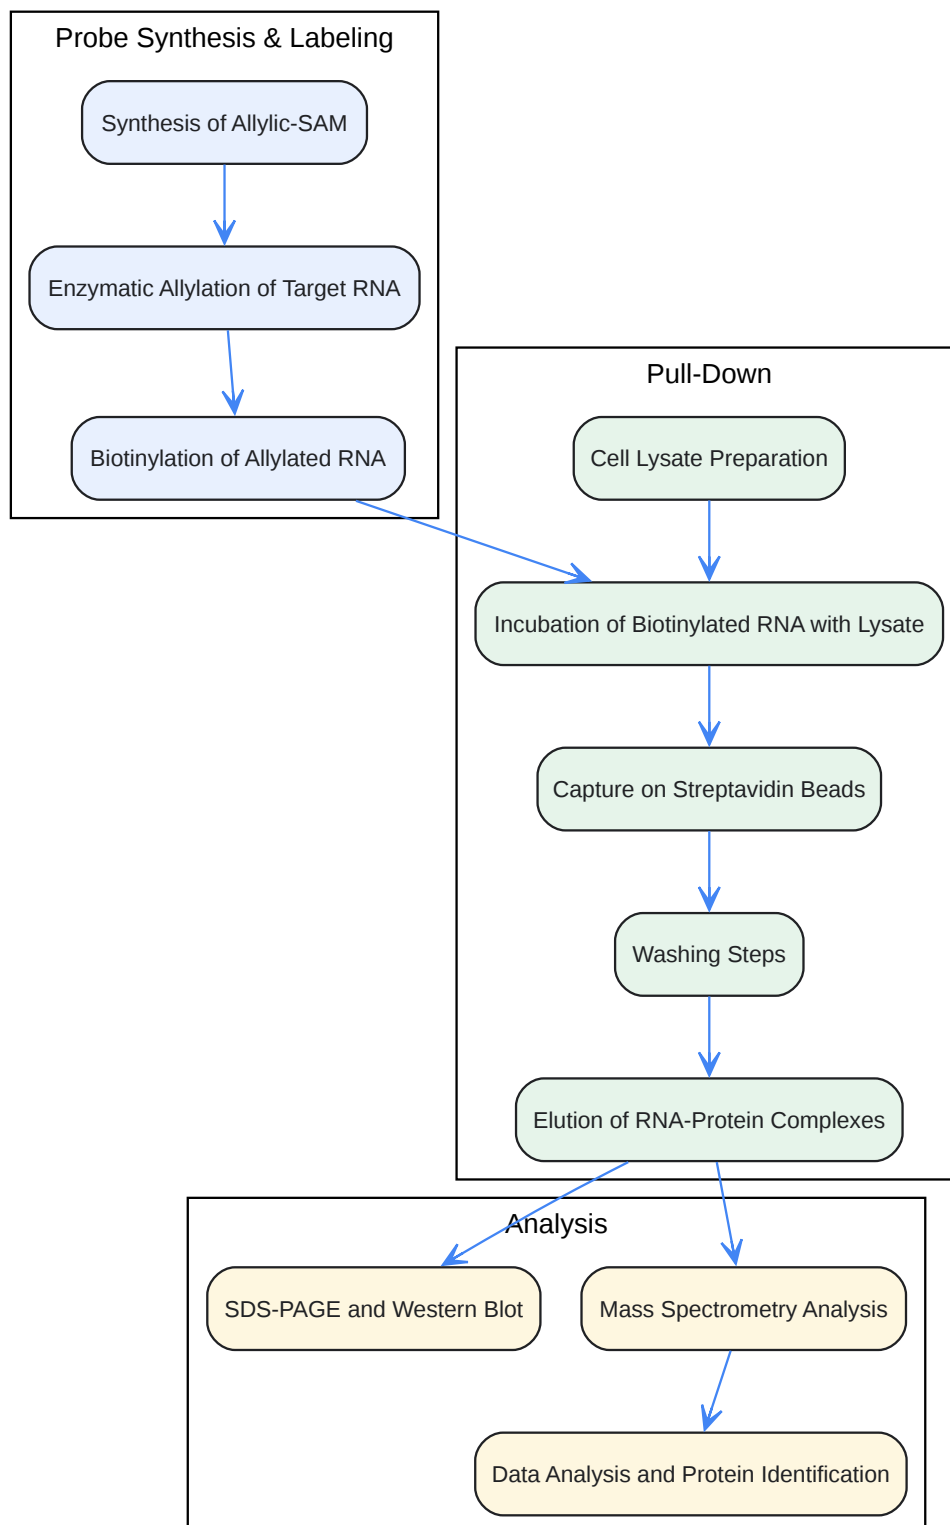 Probe Synthesis & Labeling
Synthesis of Allylic-SAM
Enzymatic Allylation of Target RNA
Biotinylation of Allylated RNA
Pull-Down
Cell Lysate Preparation
Incubation of Biotinylated RNA with Lysate
Capture on Streptavidin Beads
Washing Steps
Elution of RNA-Protein Complexes
Analysis
SDS-PAGE and Western Blot
Mass Spectrometry Analysis
Data Analysis and Protein Identification